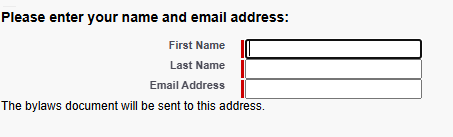 Please enter your name and email address:
First Name
Last Name
Email Address
The bylaws document will be sent to this address.